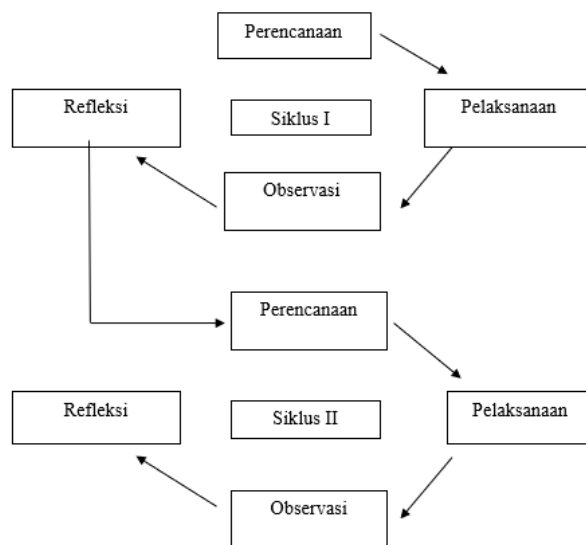 Perencanaan
Refleksi
Siklus I
Pelaksanaan
Observasi
Perencanaan
Refleksi
Siklus II
Pelaksanaan
Observasi